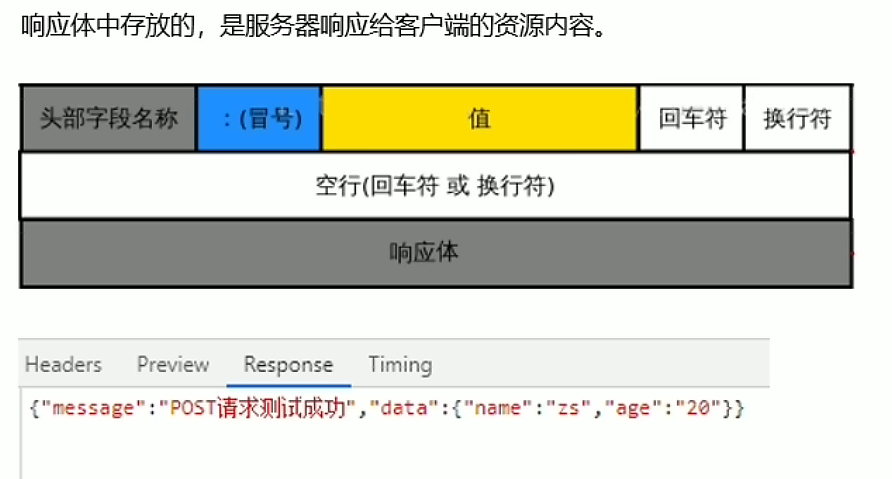 响应体中存放的，是服务器响应给客户端的资源内容。
头部字段名称 ：(冒号) 值 回车符 换行符
空行(回车符 或 换行符)
响应体
Headers Preview Response Timing
{"message":"POST请求测试成功","data":{"name":"zs","age":"20"}}